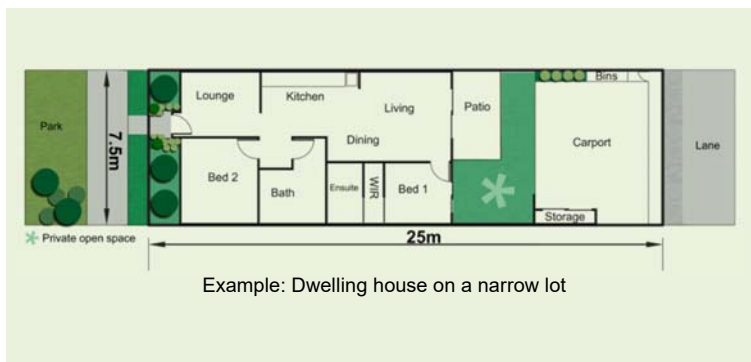 Park
7.5m
Lounge
Kitchen
Living
Dining
Patio
Bins
Carport
Lane
Bed 2
Bath
Ensuite
WIR
Bed 1
Storage
Private open space
25m
Example: Dwelling house on a narrow lot